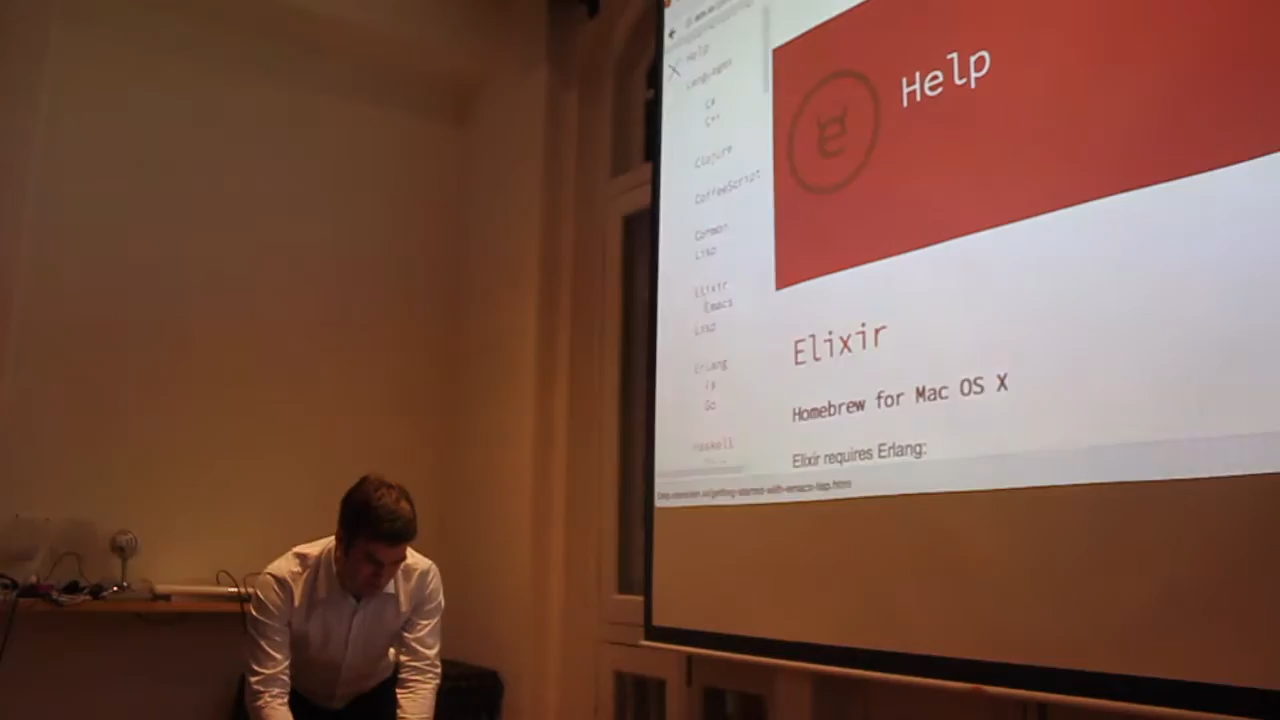 Help
Languages
C#
C++
Clojure
CoffeeScript
Common
Lisp
Elixir
Emacs
Lisp
Erlang
F#
Go
Haskell
e
Help
Elixir
Homebrew for Mac OS X
Elixir requires Erlang: